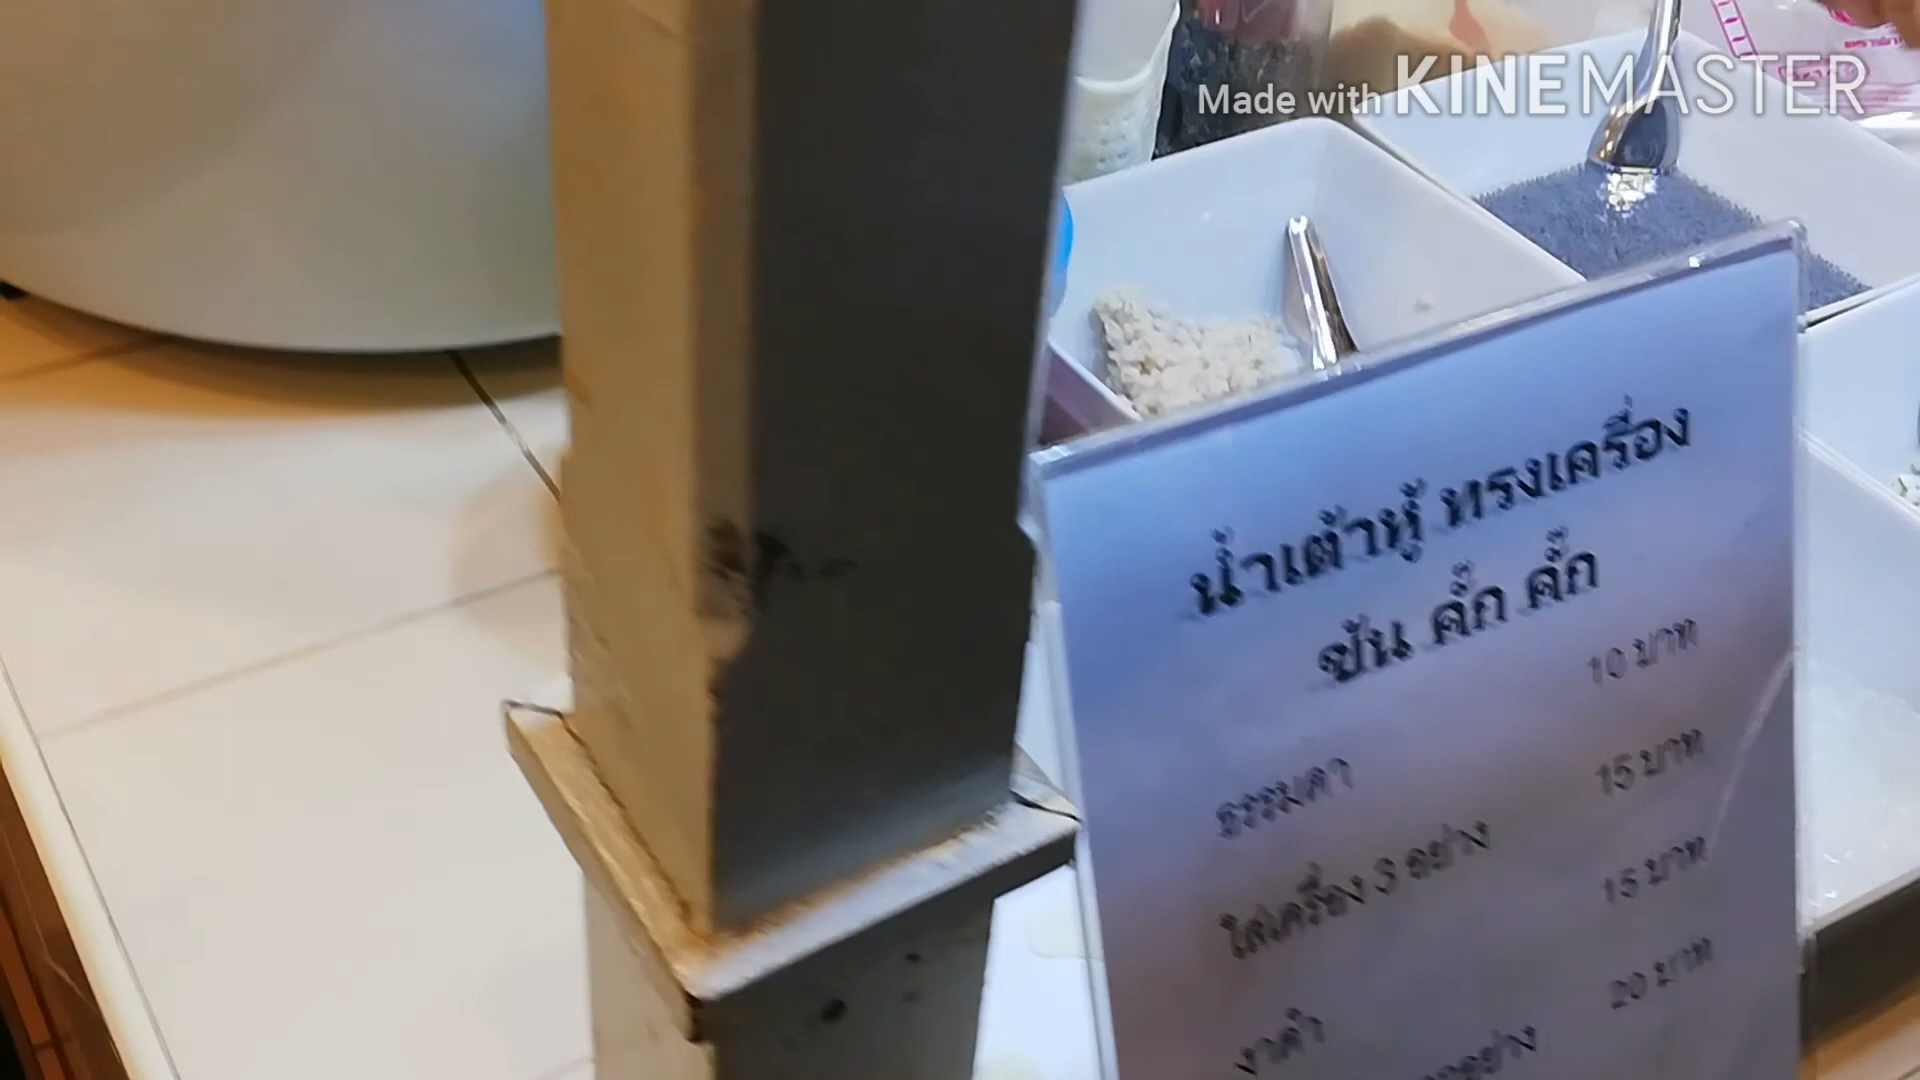 Made with KINEMASTER
น้ำเต้าหู้ ทรงเครื่อง
ข้น คั่ก คั่ก
ธรรมดา 10 บาท
ใส่เครื่อง 3 อย่าง 15 บาท
งาดำ 15 บาท
20 บาท